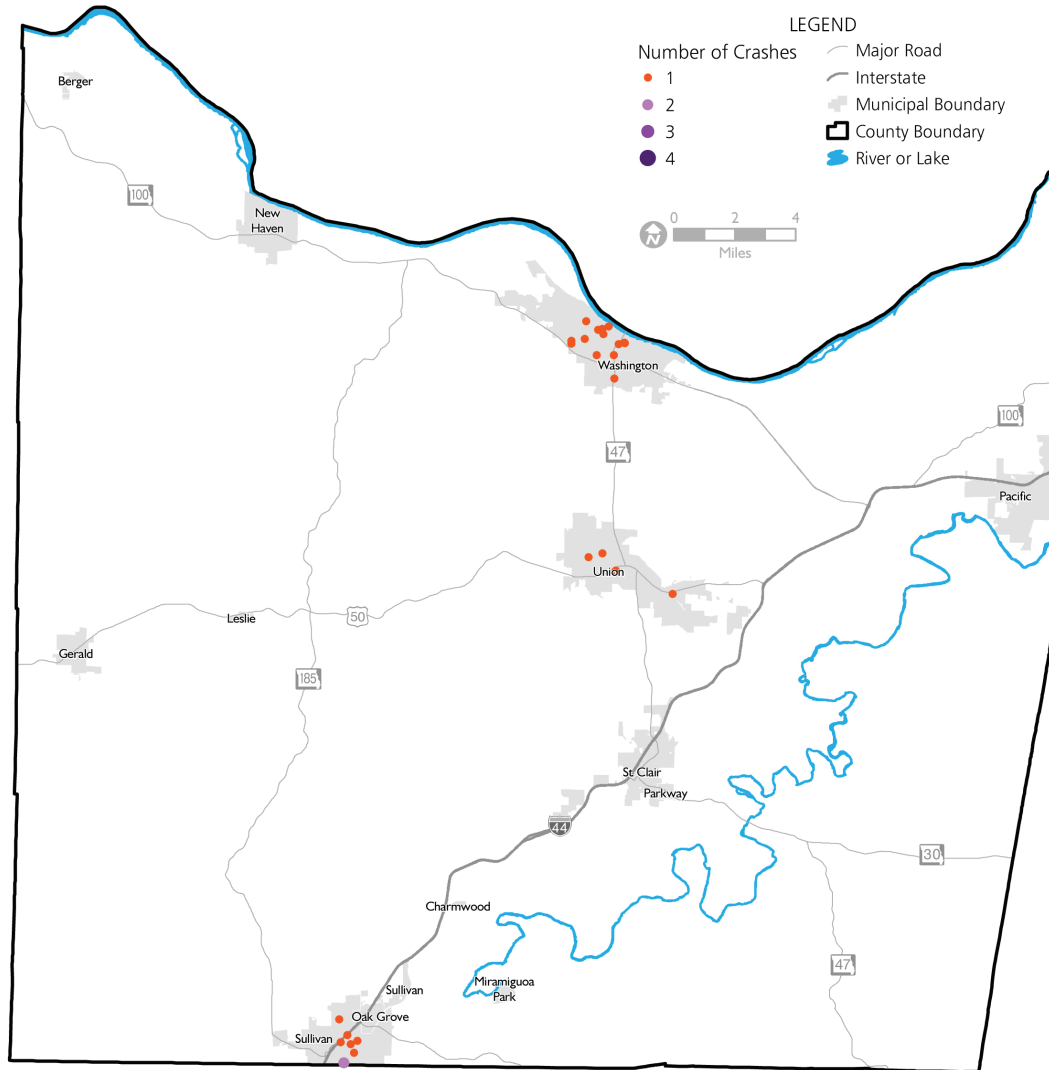 LEGEND
Number of Crashes
1
2
3
4
Major Road
Interstate
Municipal Boundary
County Boundary
River or Lake
N
0 2 4
Miles
Berger
100
New
Haven
Washington
47
100
Pacific
Union
Leslie
50
Gerald
185
St Clair
Parkway
44
30
Charmwood
47
Miramiguoa
Park
Sullivan
Oak Grove
Sullivan